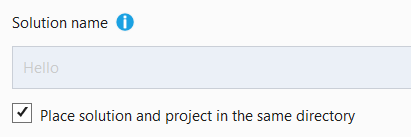 Solution name
Hello
Place solution and project in the same directory